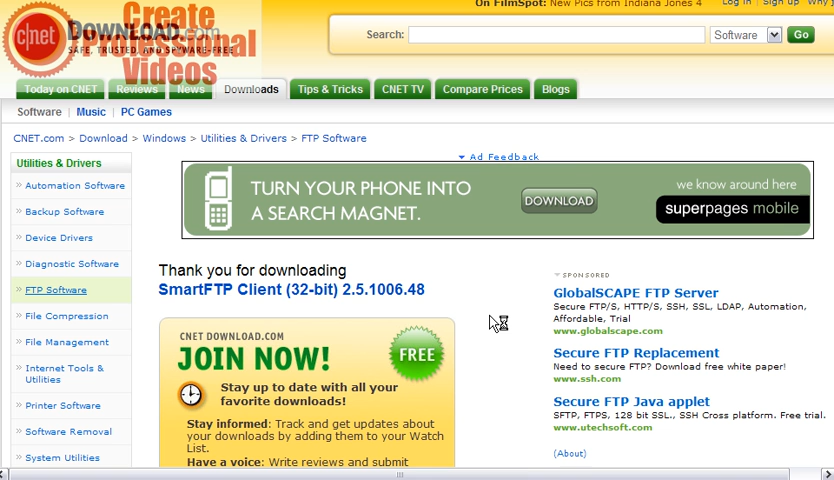 On FilmSpot: New Pics from Indiana Jones 4
Log in | Sign up
Create
Professional
Videos
c|net
DOWNLOAD.com
SAFE, TRUSTED, AND SPYWARE-FREE
Search:
Software
Go
Today on CNET
Reviews
News
Downloads
Tips & Tricks
CNET TV
Compare Prices
Blogs
Software | Music | PC Games
CNET.com > Download > Windows > Utilities & Drivers > FTP Software
Utilities & Drivers
» Automation Software
» Backup Software
» Device Drivers
» Diagnostic Software
» FTP Software
» File Compression
» File Management
» Internet Tools &
Utilities
» Printer Software
» Software Removal
» System Utilities
Ad Feedback
TURN YOUR PHONE INTO
A SEARCH MAGNET.
DOWNLOAD
we know around here
superpages mobile
Thank you for downloading
SmartFTP Client (32-bit) 2.5.1006.48
CNET DOWNLOAD.COM
JOIN NOW!
FREE
Stay up to date with all your
favorite downloads!
Stay informed: Track and get updates about
your downloads by adding them to your Watch
List.
Have a voice: Write reviews and submit
SPONSORED
GlobalSCAPE FTP Server
Secure FTP/S, HTTP/S, SSH, SSL, LDAP, Automation,
Affordable, Trial
www.globalscape.com
Secure FTP Replacement
Need to secure FTP? Download free white paper!
www.ssh.com
Secure FTP Java applet
SFTP, FTPS, 128 bit SSL., SSH Cross platform. Free trial.
www.utechsoft.com
(About)